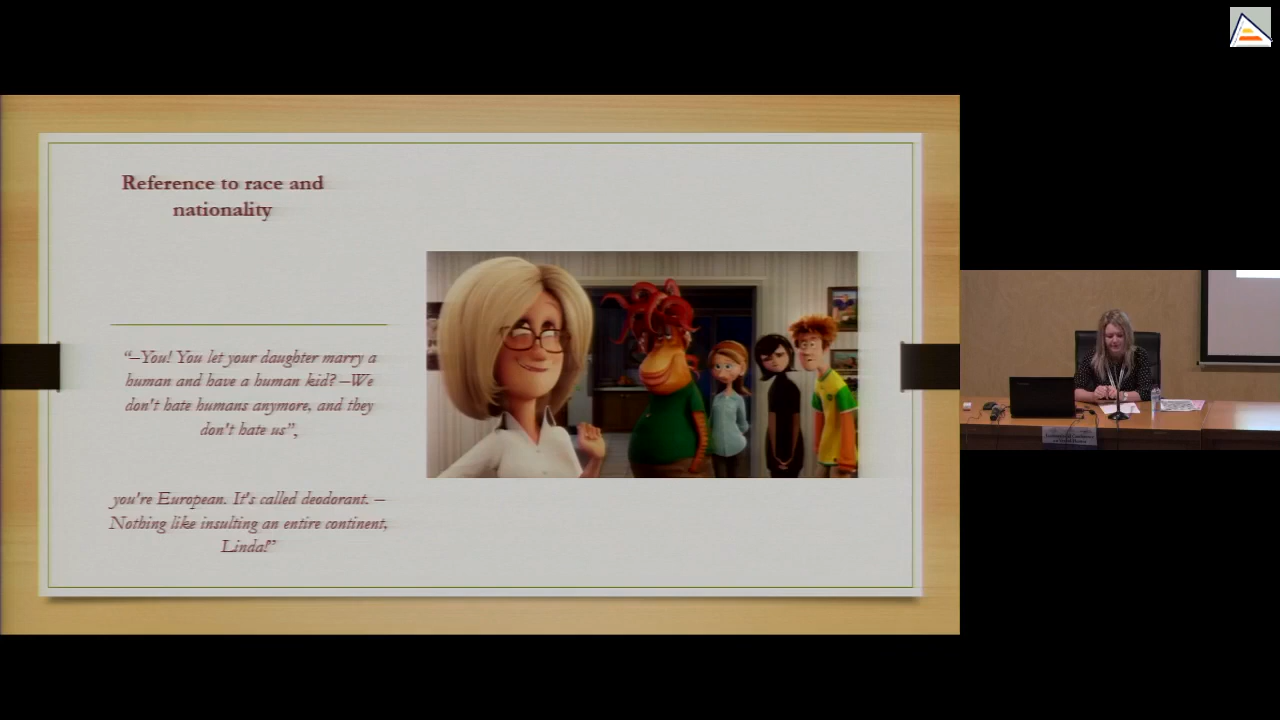 Reference to race and
nationality
“–You! You let your daughter marry a
human and have a human kid? –We
don't hate humans anymore, and they
don't hate us”,
you're European. It's called deodorant. –
Nothing like insulting an entire continent,
Linda!”